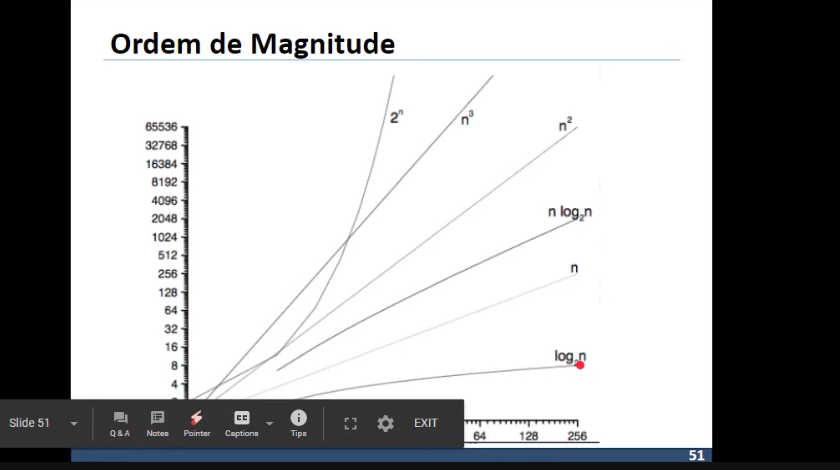 Ordem de Magnitude
2ⁿ
n³
n²
65536
32768
16384
8192
4096
2048
1024
512
256
128
64
32
16
8
4
n log₂n
n
log₂n
Slide 51
Q & A
Notes
Pointer
CC
Captions
Tips
EXIT
64
128
256
51